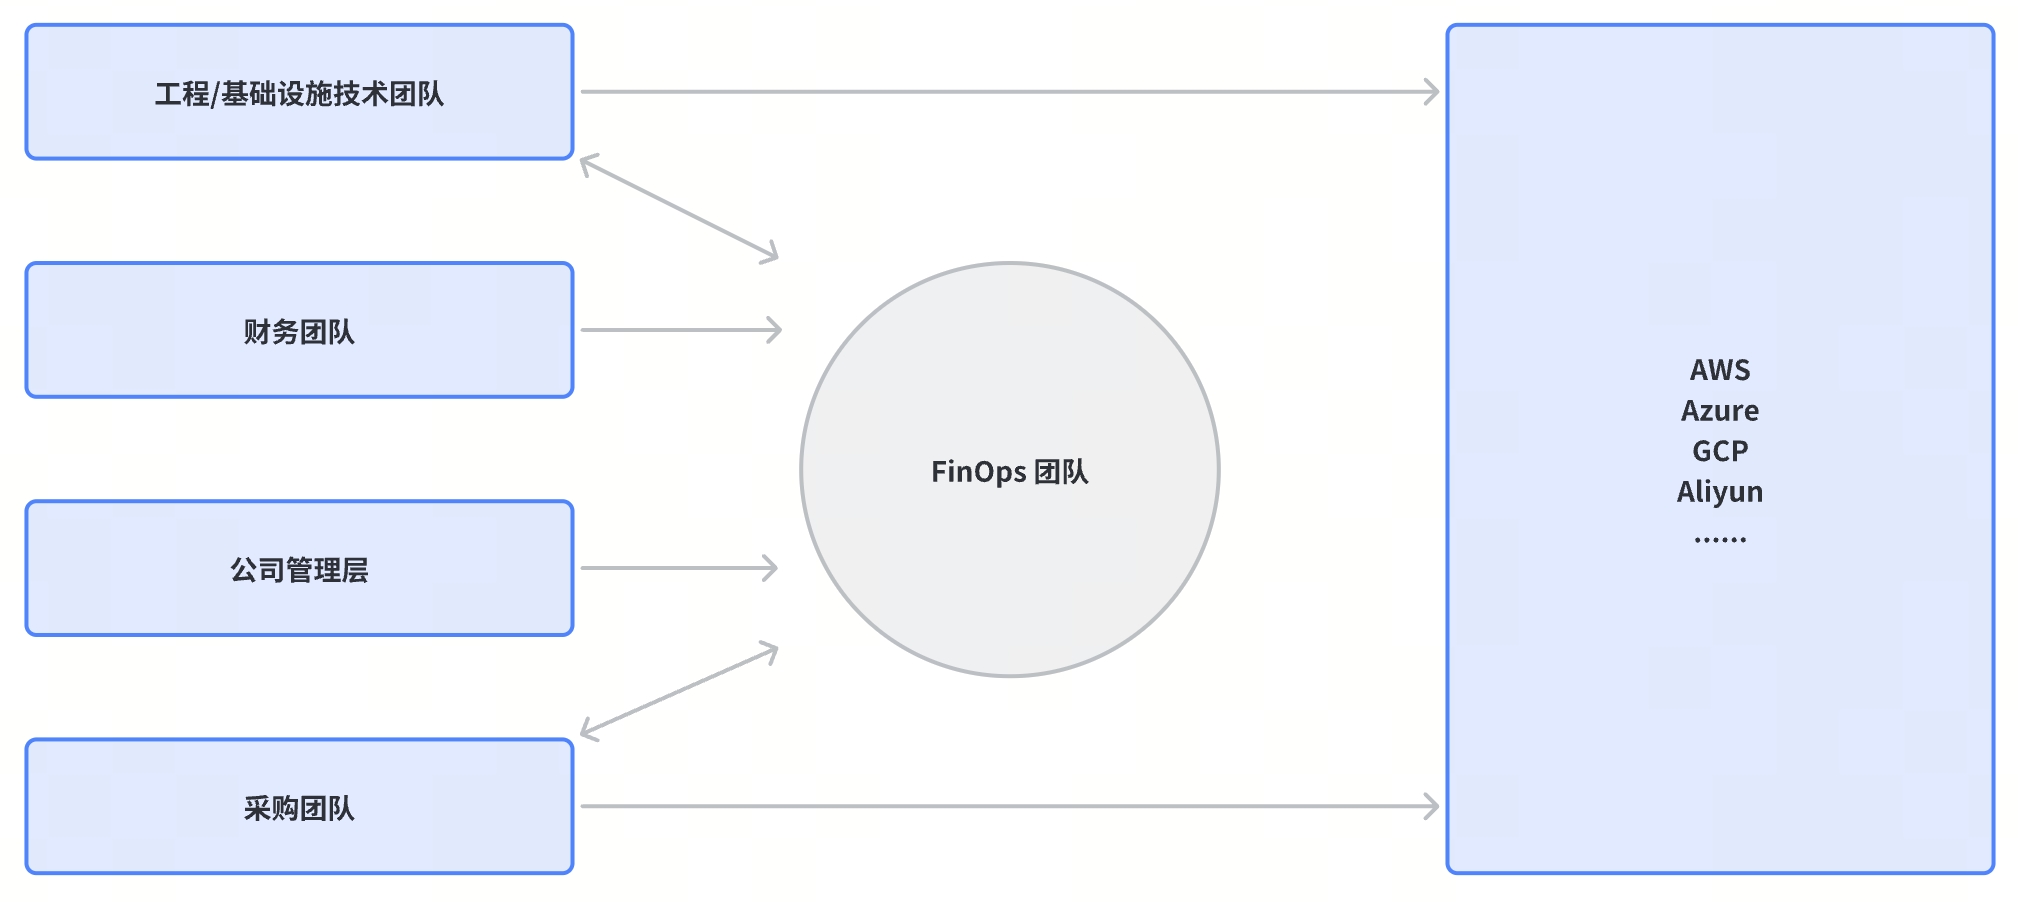 工程/基础设施技术团队
财务团队
公司管理层
采购团队
FinOps 团队
AWS
Azure
GCP
Aliyun
……